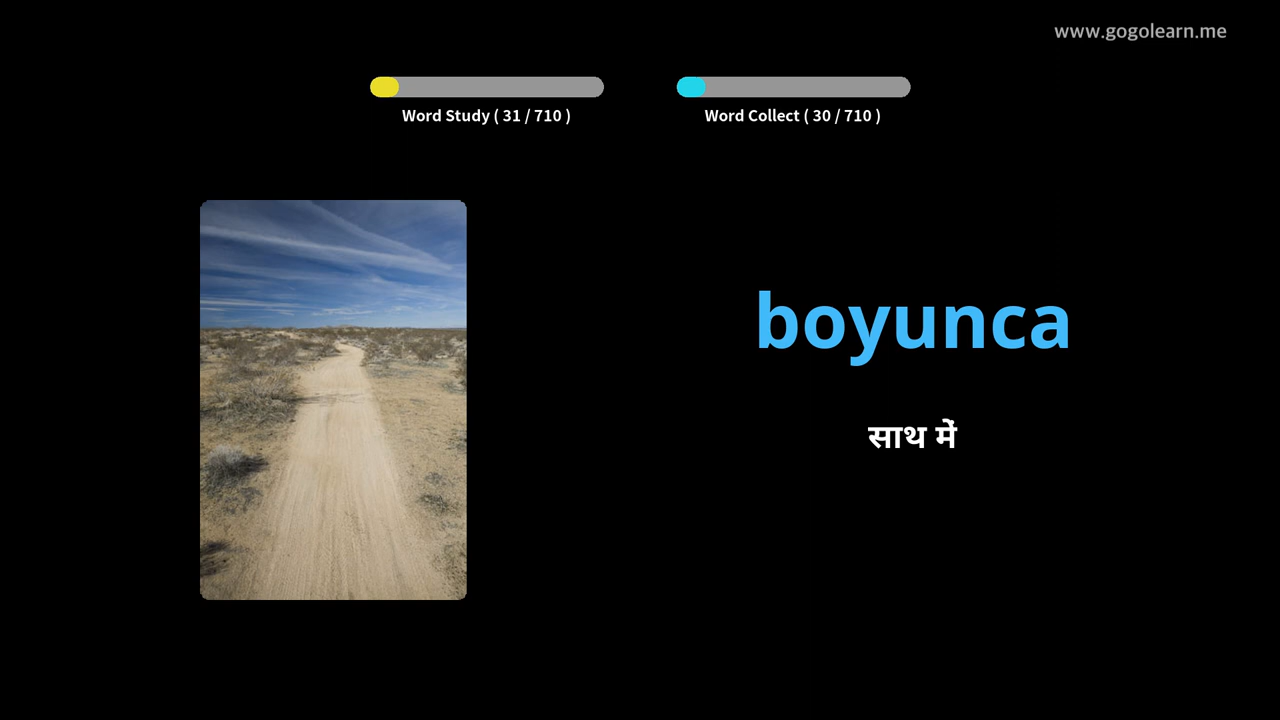 www.gogolearn.me
Word Study ( 31 / 710 )
Word Collect ( 30 / 710 )
boyunca
साथ में